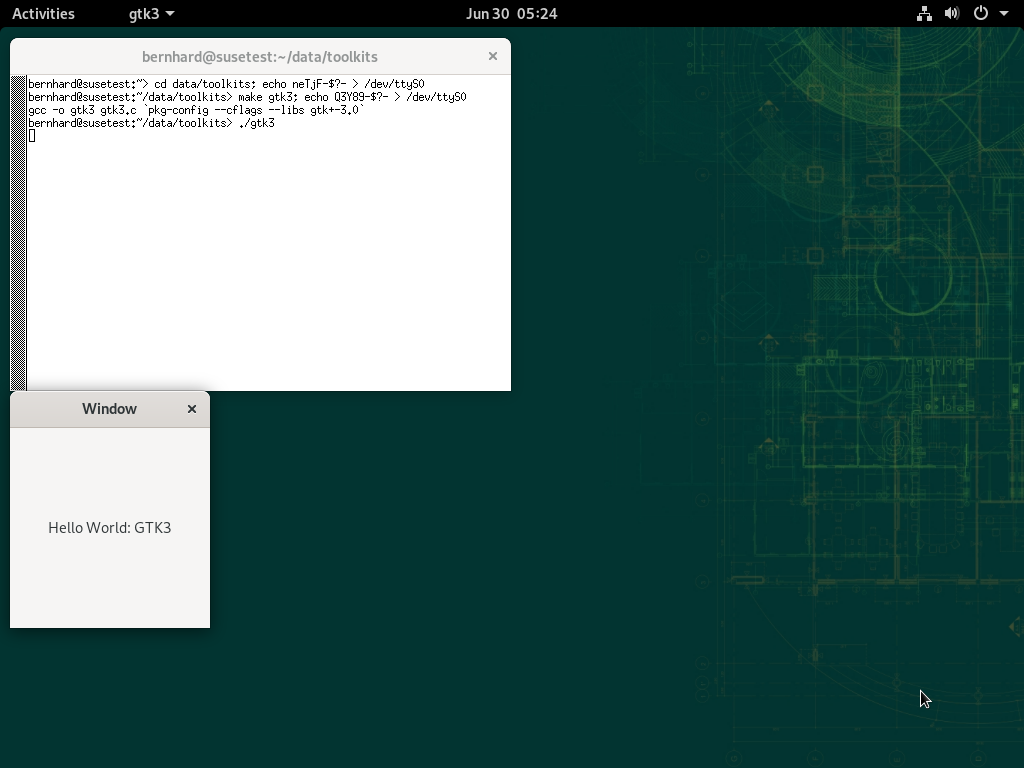 Activities gtk3 Jun 30 05:24
bernhard@susetest:~/data/toolkits
bernhard@susetest:~> cd data/toolkits; echo neTjF-$?- > /dev/ttyS0
bernhard@susetest:~/data/toolkits> make gtk3; echo Q3Y89-$?- > /dev/ttyS0
gcc -o gtk3 gtk3.c `pkg-config --cflags --libs gtk+-3.0`
bernhard@susetest:~/data/toolkits> ./gtk3
Window
Hello World: GTK3